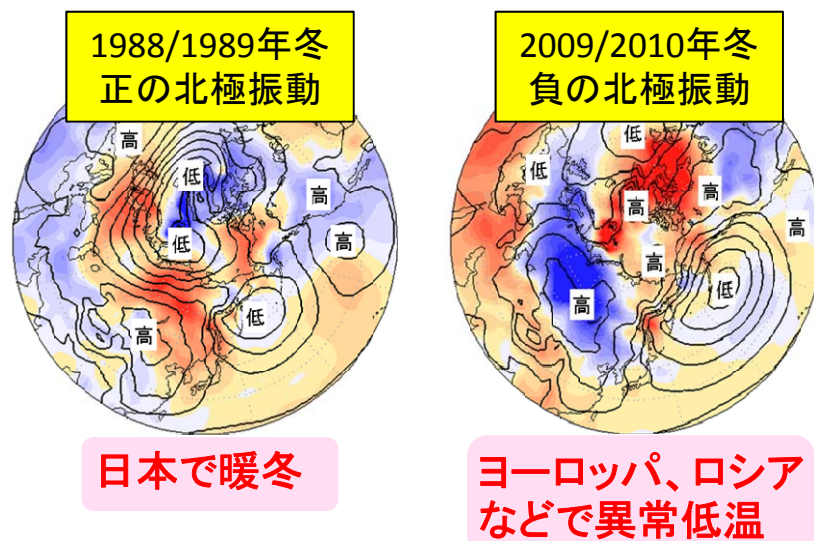 1988/1989年冬
正の北極振動
高
低
高
低
高
高
低
日本で暖冬
2009/2010年冬
負の北極振動
低
低
高
高
高
高
低
高
ヨーロッパ、ロシア
などで異常低温